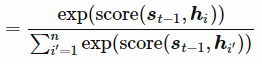 = exp(score(s_{t−1}, h_i)) / ∑_{i′=1}^{n} exp(score(s_{t−1}, h_{i′}))